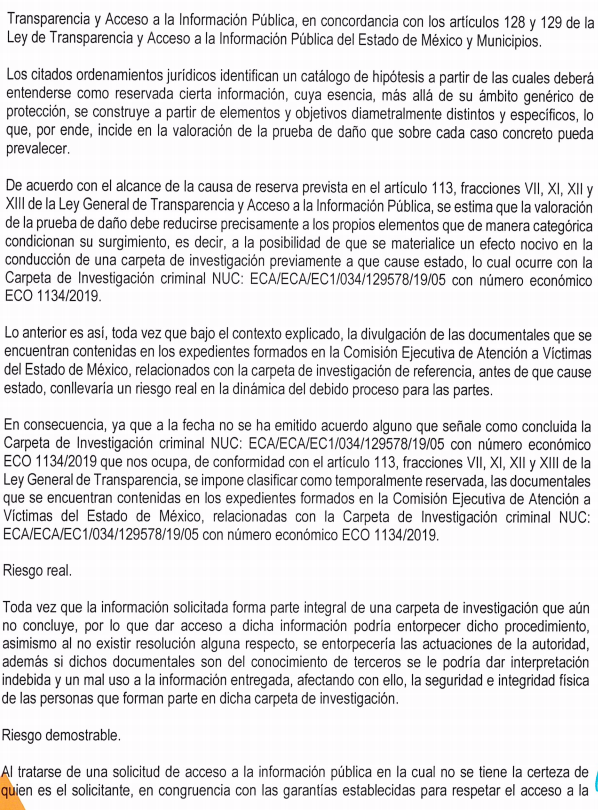 Transparencia y Acceso a la Información Pública, en concordancia con los artículos 128 y 129 de la
Ley de Transparencia y Acceso a la Información Pública del Estado de México y Municipios.
Los citados ordenamientos jurídicos identifican un catálogo de hipótesis a partir de las cuales deberá
entenderse como reservada cierta información, cuya esencia, más allá de su ámbito genérico de
protección, se construye a partir de elementos y objetivos diametralmente distintos y específicos, lo
que, por ende, incide en la valoración de la prueba de daño que sobre cada caso concreto pueda
prevalecer.
De acuerdo con el alcance de la causa de reserva prevista en el artículo 113, fracciones VII, XI, XII y
XIII de la Ley General de Transparencia y Acceso a la Información Pública, se estima que la valoración
de la prueba de daño debe reducirse precisamente a los propios elementos que de manera categórica
condicionan su surgimiento, es decir, a la posibilidad de que se materialice un efecto nocivo en la
conducción de una carpeta de investigación previamente a que cause estado, lo cual ocurre con la
Carpeta de Investigación criminal NUC: ECA/ECA/EC1/034/129578/19/05 con número económico
ECO 1134/2019.
Lo anterior es así, toda vez que bajo el contexto explicado, la divulgación de las documentales que se
encuentran contenidas en los expedientes formados en la Comisión Ejecutiva de Atención a Víctimas
del Estado de México, relacionados con la carpeta de investigación de referencia, antes de que cause
estado, conllevaría un riesgo real en la dinámica del debido proceso para las partes.
En consecuencia, ya que a la fecha no se ha emitido acuerdo alguno que señale como concluida la
Carpeta de Investigación criminal NUC: ECA/ECA/EC1/034/129578/19/05 con número económico
ECO 1134/2019 que nos ocupa, de conformidad con el artículo 113, fracciones VII, XI, XII y XIII de la
Ley General de Transparencia, se impone clasificar como temporalmente reservada, las documentales
que se encuentran contenidas en los expedientes formados en la Comisión Ejecutiva de Atención a
Víctimas del Estado de México, relacionadas con la Carpeta de Investigación criminal NUC:
ECA/ECA/EC1/034/129578/19/05 con número económico ECO 1134/2019.
Riesgo real.
Toda vez que la información solicitada forma parte integral de una carpeta de investigación que aún
no concluye, por lo que dar acceso a dicha información podría entorpecer dicho procedimiento,
asimismo al no existir resolución alguna respecto, se entorpecería las actuaciones de la autoridad,
además si dichos documentales son del conocimiento de terceros se le podría dar interpretación
indebida y un mal uso a la información entregada, afectando con ello, la seguridad e integridad física
de las personas que forman parte en dicha carpeta de investigación.
Riesgo demostrable.
Al tratarse de una solicitud de acceso a la información pública en la cual no se tiene la certeza de
quien es el solicitante, en congruencia con las garantías establecidas para respetar el acceso a la